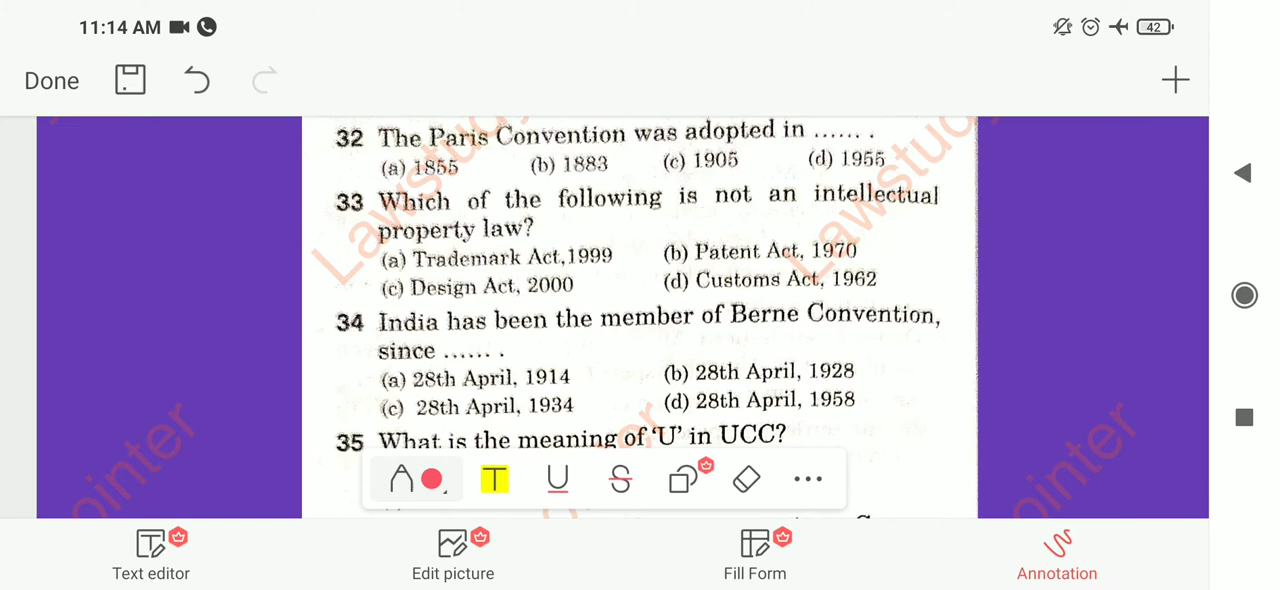 11:14 AM
42
Done
32 The Paris Convention was adopted in ...... .
(a) 1855 (b) 1883 (c) 1905 (d) 1955
33 Which of the following is not an intellectual
property law?
(a) Trademark Act,1999 (b) Patent Act, 1970
(c) Design Act, 2000 (d) Customs Act, 1962
34 India has been the member of Berne Convention,
since ...... .
(a) 28th April, 1914 (b) 28th April, 1928
(c) 28th April, 1934 (d) 28th April, 1958
35 What is the meaning of 'U' in UCC?
T U S
Text editor Edit picture Fill Form Annotation
Lawstud
Lawstud
ointer
ointer